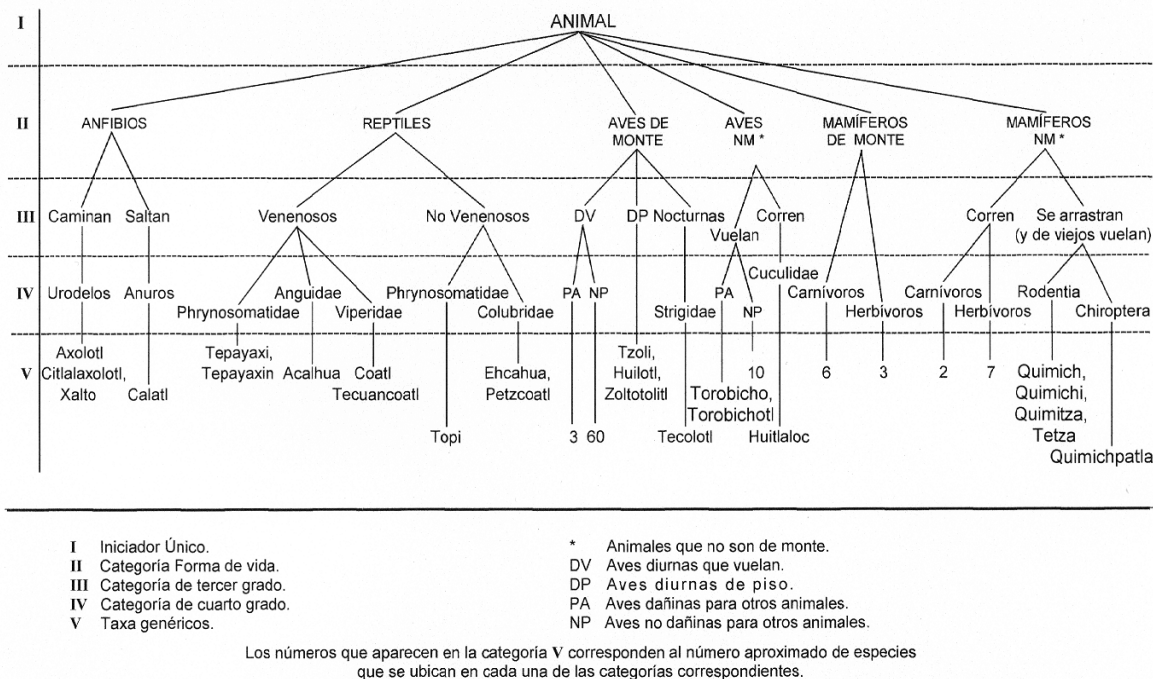 I ANIMAL
II ANFIBIOS REPTILES AVES DE MONTE AVES NM * MAMÍFEROS DE MONTE MAMÍFEROS NM *
III Caminan Saltan Venenosos No Venenosos DV DP Nocturnas Vuelan Corren Corren Se arrastran (y de viejos vuelan)
IV Urodelos Anuros Phrynosomatidae Anguidae Viperidae Phrynosomatidae Colubridae PA NP Strigidae PA NP Cuculidae Carnívoros Herbívoros Carnívoros Herbívoros Rodentia Chiroptera
V Axolotl Citlalaxolotl, Xalto Calatl Tepayaxi, Tepayaxin Acalhua Coatl Tecuancoatl Topi Ehcahua, Petzcoatl 3 60 Tzoli, Huilotl, Zoltotolitl Tecolotl Torobicho, Torobichotl 10 Huitlaloc 6 3 2 7 Quimich, Quimichi, Quimitza, Tetza Quimichpatla
I Iniciador Único.
II Categoría Forma de vida.
III Categoría de tercer grado.
IV Categoría de cuarto grado.
V Taxa genéricos.
* Animales que no son de monte.
DV Aves diurnas que vuelan.
DP Aves diurnas de piso.
PA Aves dañinas para otros animales.
NP Aves no dañinas para otros animales.
Los números que aparecen en la categoría V corresponden al número aproximado de especies
que se ubican en cada una de las categorías correspondientes.